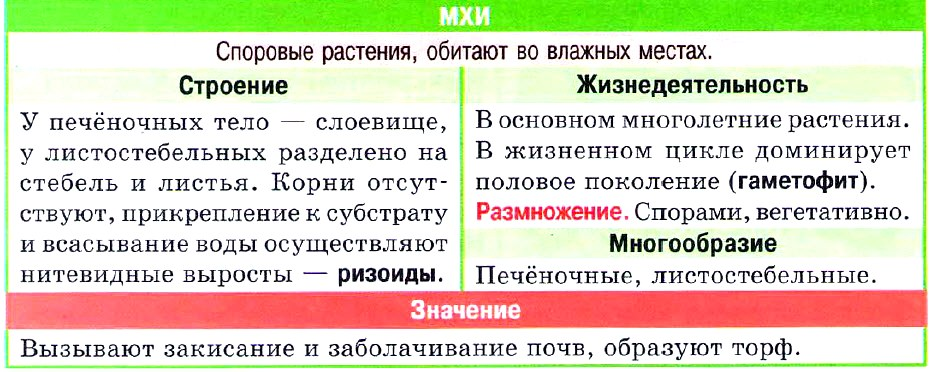 МХИ
Споровые растения, обитают во влажных местах.
Строение
У печёночных тело — слоевище,
у листостебельных разделено на
стебель и листья. Корни отсут-
ствуют, прикрепление к субстрату
и всасывание воды осуществляют
нитевидные выросты — ризоиды.
Жизнедеятельность
В основном многолетние растения.
В жизненном цикле доминирует
половое поколение (гаметофит).
Размножение. Спорами, вегетативно.
Многообразие
Печёночные, листостебельные.
Значение
Вызывают закисание и заболачивание почв, образуют торф.